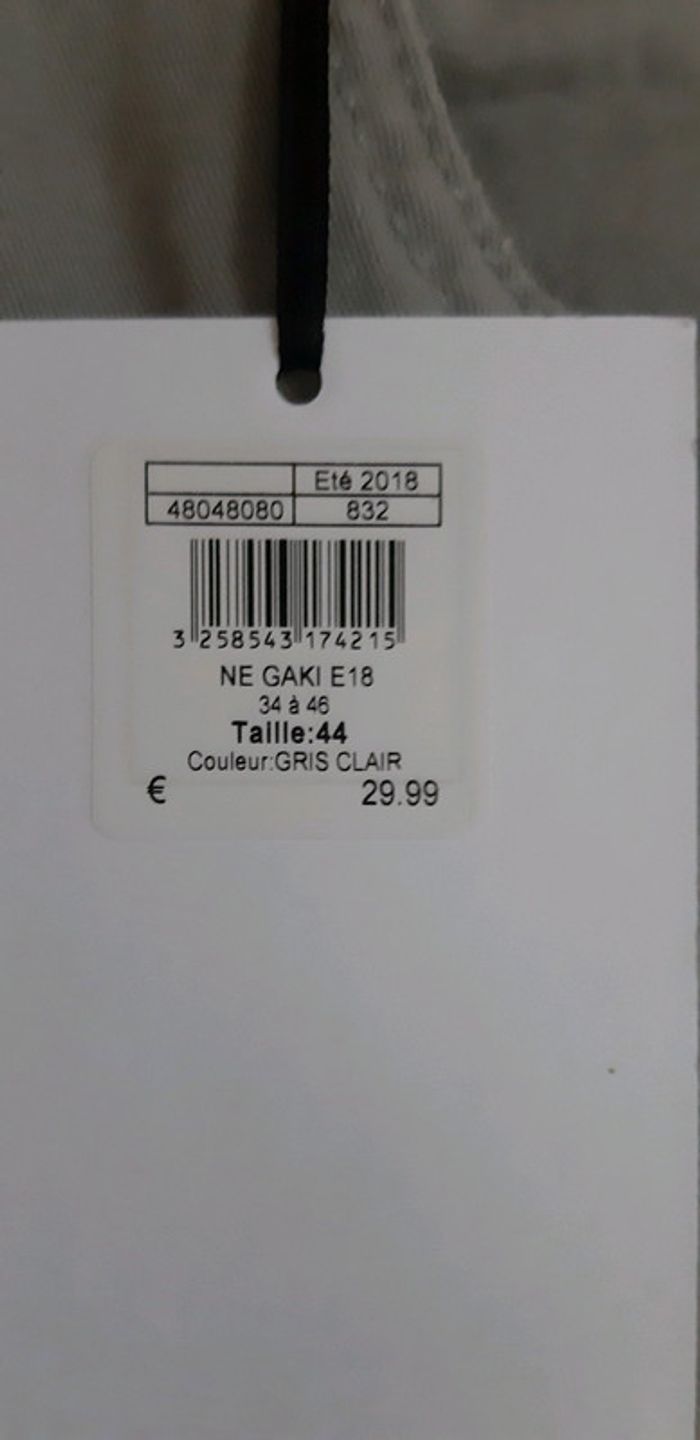 Eté 2018
48048080 832
3 258543 174215
NE GAKI E18
34 à 46
Taille:44
Couleur:GRIS CLAIR
€ 29.99